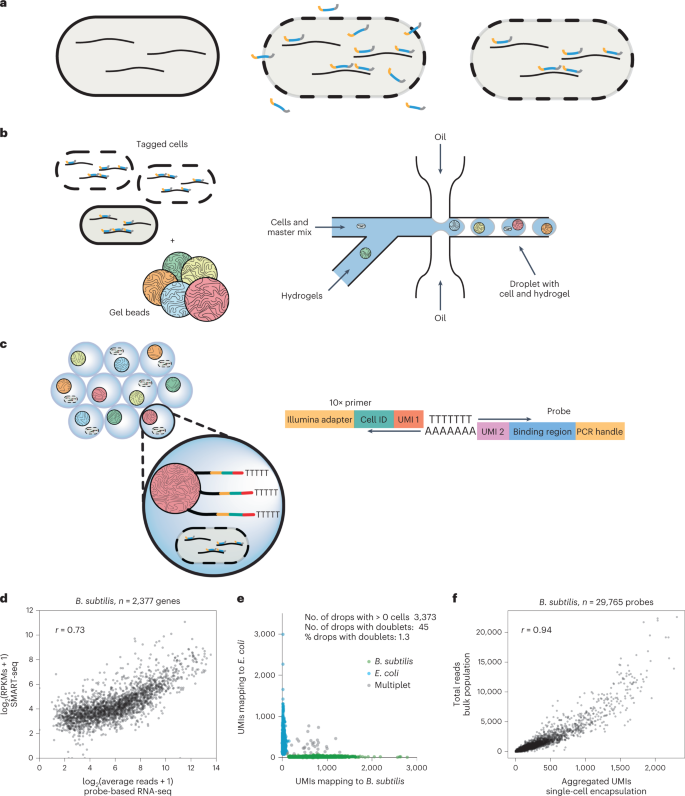 a
b
Tagged cells
+
Gel beads
Oil
Cells and
master mix
Hydrogels
Droplet with
cell and hydrogel
Oil
c
TTTTT
TTTTT
TTTTT
10× primer
Illumina adapter
Cell ID
UMI 1
TTTTTTT
AAAAAAA
Probe
UMI 2
Binding region
PCR handle
d
B. subtilis, n = 2,377 genes
r = 0.73
log2(RPKMs + 1)
SMART-seq
12
10
8
6
4
2
0
0 2 4 6 8 10 12 14
log2(average reads + 1)
probe-based RNA-seq
e
No. of drops with > 0 cells 3,373
No. of drops with doublets: 45
% drops with doublets: 1.3
B. subtilis
E. coli
Multiplet
UMIs mapping to E. coli
3,000
2,000
1,000
0
0 1,000 2,000 3,000
UMIs mapping to B. subtilis
f
B. subtilis, n = 29,765 probes
r = 0.94
Total reads
bulk population
20,000
15,000
10,000
5,000
0
0 500 1,000 1,500 2,000
Aggregated UMIs
single-cell encapsulation